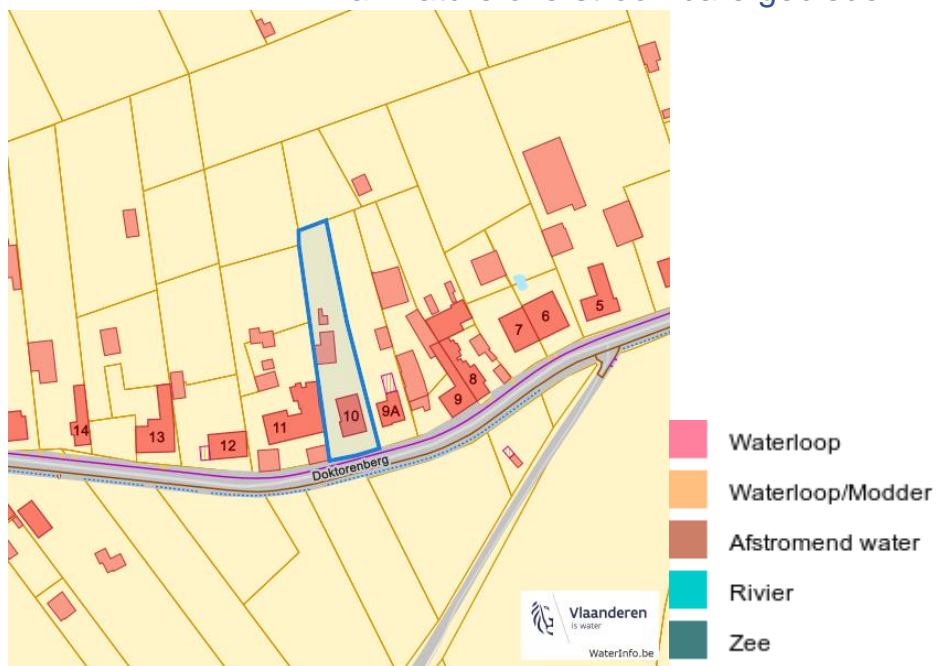 5
6
7
8
9
9A
10
11
12
13
14
Doktorenberg
Vlaanderen
is water
WaterInfo.be
Waterloop
Waterloop/Modder
Afstromend water
Rivier
Zee